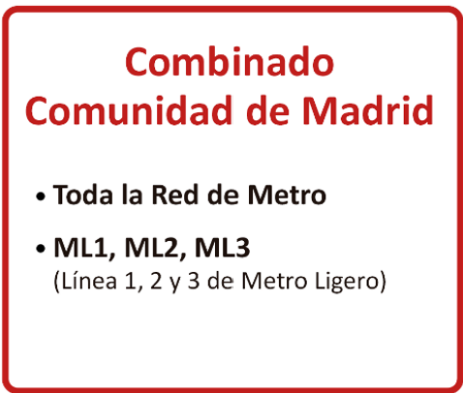 Combinado
Comunidad de Madrid
• Toda la Red de Metro
• ML1, ML2, ML3
(Línea 1, 2 y 3 de Metro Ligero)